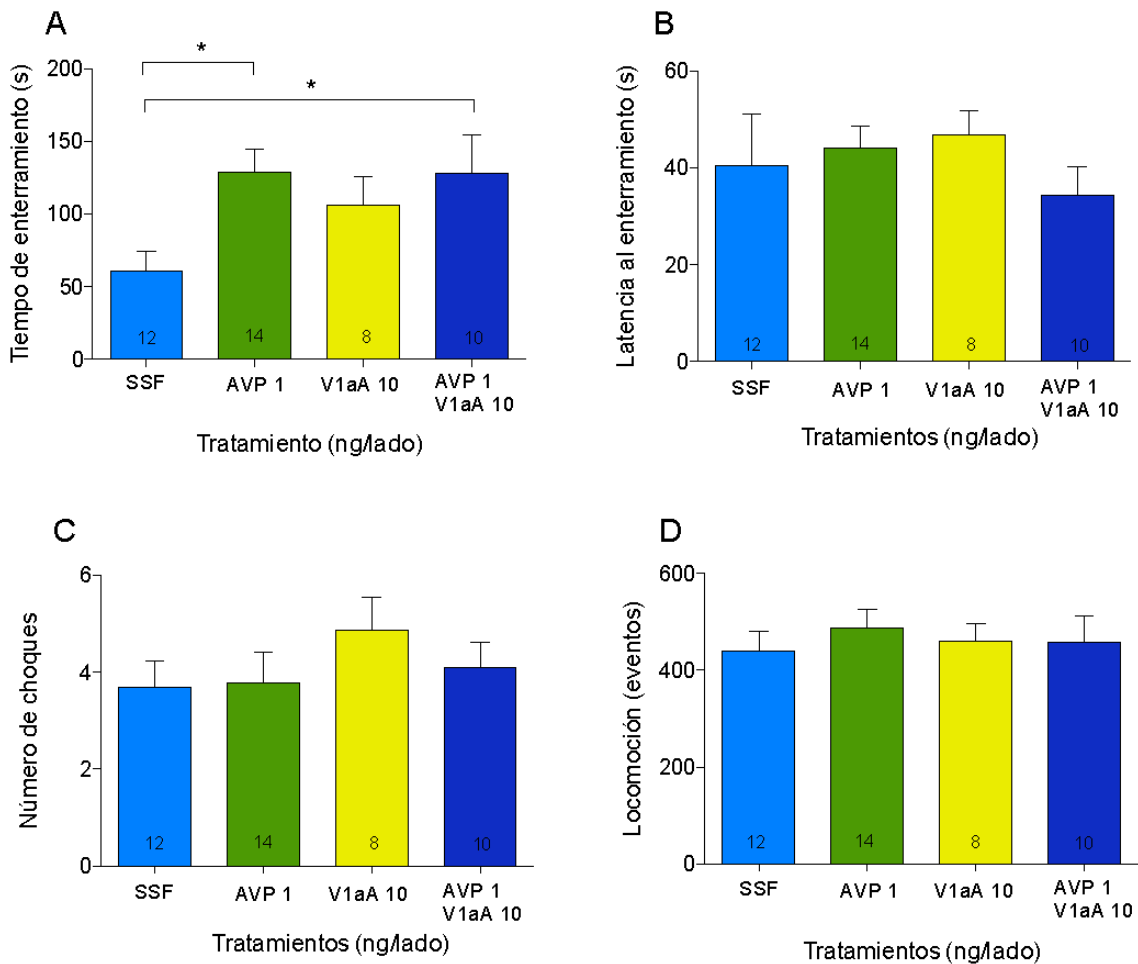 A
Tiempo de enterramiento (s)
200
150
100
50
0
*
*
12
14
8
10
SSF
AVP 1
V1aA 10
AVP 1
V1aA 10
Tratamiento (ng/lado)
B
Latencia al enterramiento (s)
60
40
20
0
12
14
8
10
SSF
AVP 1
V1aA 10
AVP 1
V1aA 10
Tratamientos (ng/lado)
C
Número de choques
6
4
2
0
12
14
8
10
SSF
AVP 1
V1aA 10
AVP 1
V1aA 10
Tratamientos (ng/lado)
D
Locomoción (eventos)
600
400
200
0
12
14
8
10
SSF
AVP 1
V1aA 10
AVP 1
V1aA 10
Tratamientos (ng/lado)